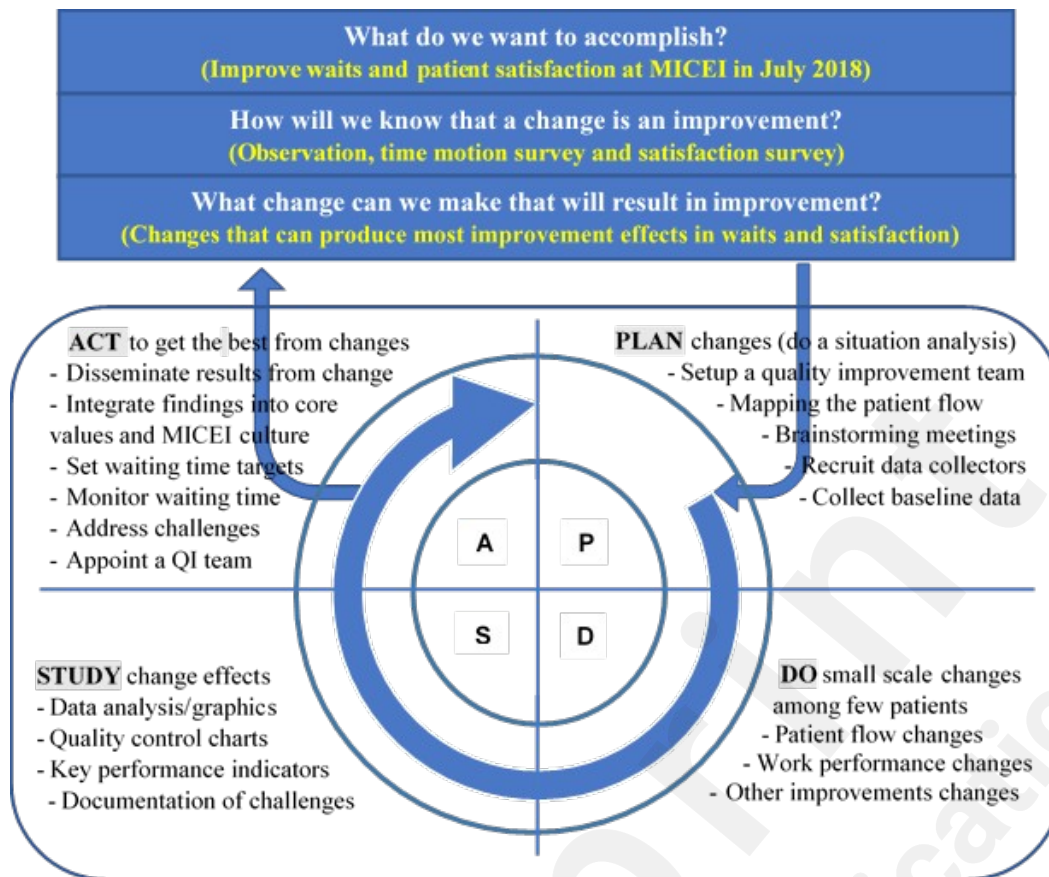 What do we want to accomplish?
(Improve waits and patient satisfaction at MICEI in July 2018)
How will we know that a change is an improvement?
(Observation, time motion survey and satisfaction survey)
What change can we make that will result in improvement?
(Changes that can produce most improvement effects in waits and satisfaction)
ACT to get the best from changes
- Disseminate results from change
- Integrate findings into core
values and MICEI culture
- Set waiting time targets
- Monitor waiting time
- Address challenges
- Appoint a QI team
PLAN changes (do a situation analysis)
- Setup a quality improvement team
- Mapping the patient flow
- Brainstorming meetings
- Recruit data collectors
- Collect baseline data
A
P
S
D
STUDY change effects
- Data analysis/graphics
- Quality control charts
- Key performance indicators
- Documentation of challenges
DO small scale changes
among few patients
- Patient flow changes
- Work performance changes
- Other improvements changes